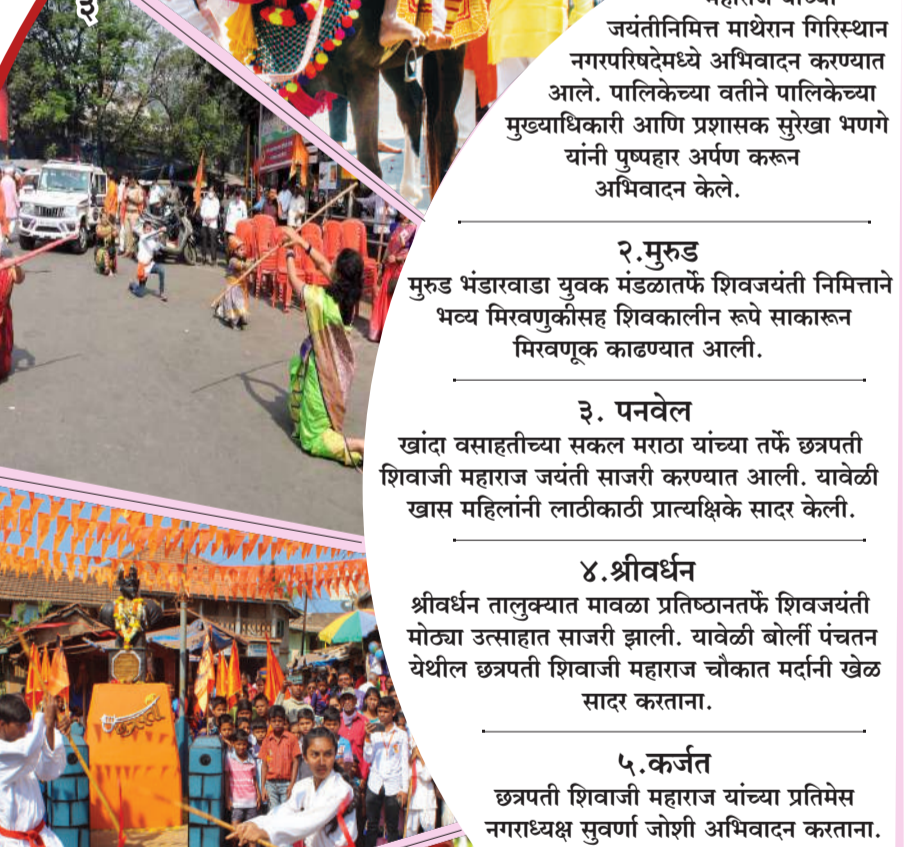 ३
जयंतीनिमित्त माथेरान गिरिस्थान
नगरपरिषदेमध्ये अभिवादन करण्यात
आले. पालिकेच्या वतीने पालिकेच्या
मुख्याधिकारी आणि प्रशासक सुरेखा भणगे
यांनी पुष्पहार अर्पण करून
अभिवादन केले.
२.मुरुड
मुरुड भंडारवाडा युवक मंडळातर्फे शिवजयंती निमित्ताने
भव्य मिरवणुकीसह शिवकालीन रूपे साकारून
मिरवणूक काढण्यात आली.
३. पनवेल
खांदा वसाहतीच्या सकल मराठा यांच्या तर्फे छत्रपती
शिवाजी महाराज जयंती साजरी करण्यात आली. यावेळी
खास महिलांनी लाठीकाठी प्रात्यक्षिके सादर केली.
४.श्रीवर्धन
श्रीवर्धन तालुक्यात मावळा प्रतिष्ठानतर्फे शिवजयंती
मोठ्या उत्साहात साजरी झाली. यावेळी बोर्ली पंचतन
येथील छत्रपती शिवाजी महाराज चौकात मर्दानी खेळ
सादर करताना.
५.कर्जत
छत्रपती शिवाजी महाराज यांच्या प्रतिमेस
नगराध्यक्ष सुवर्णा जोशी अभिवादन करताना.